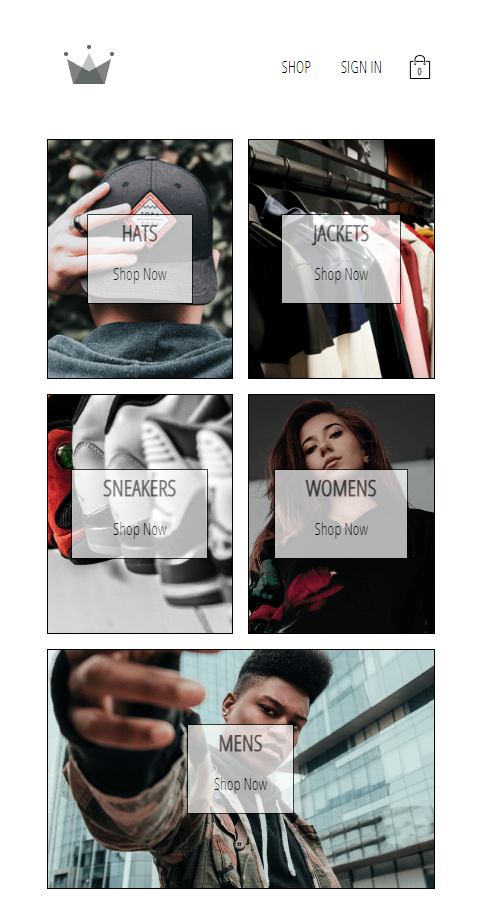 SHOP
SIGN IN
0
HATS
Shop Now
JACKETS
Shop Now
SNEAKERS
Shop Now
WOMENS
Shop Now
MENS
Shop Now